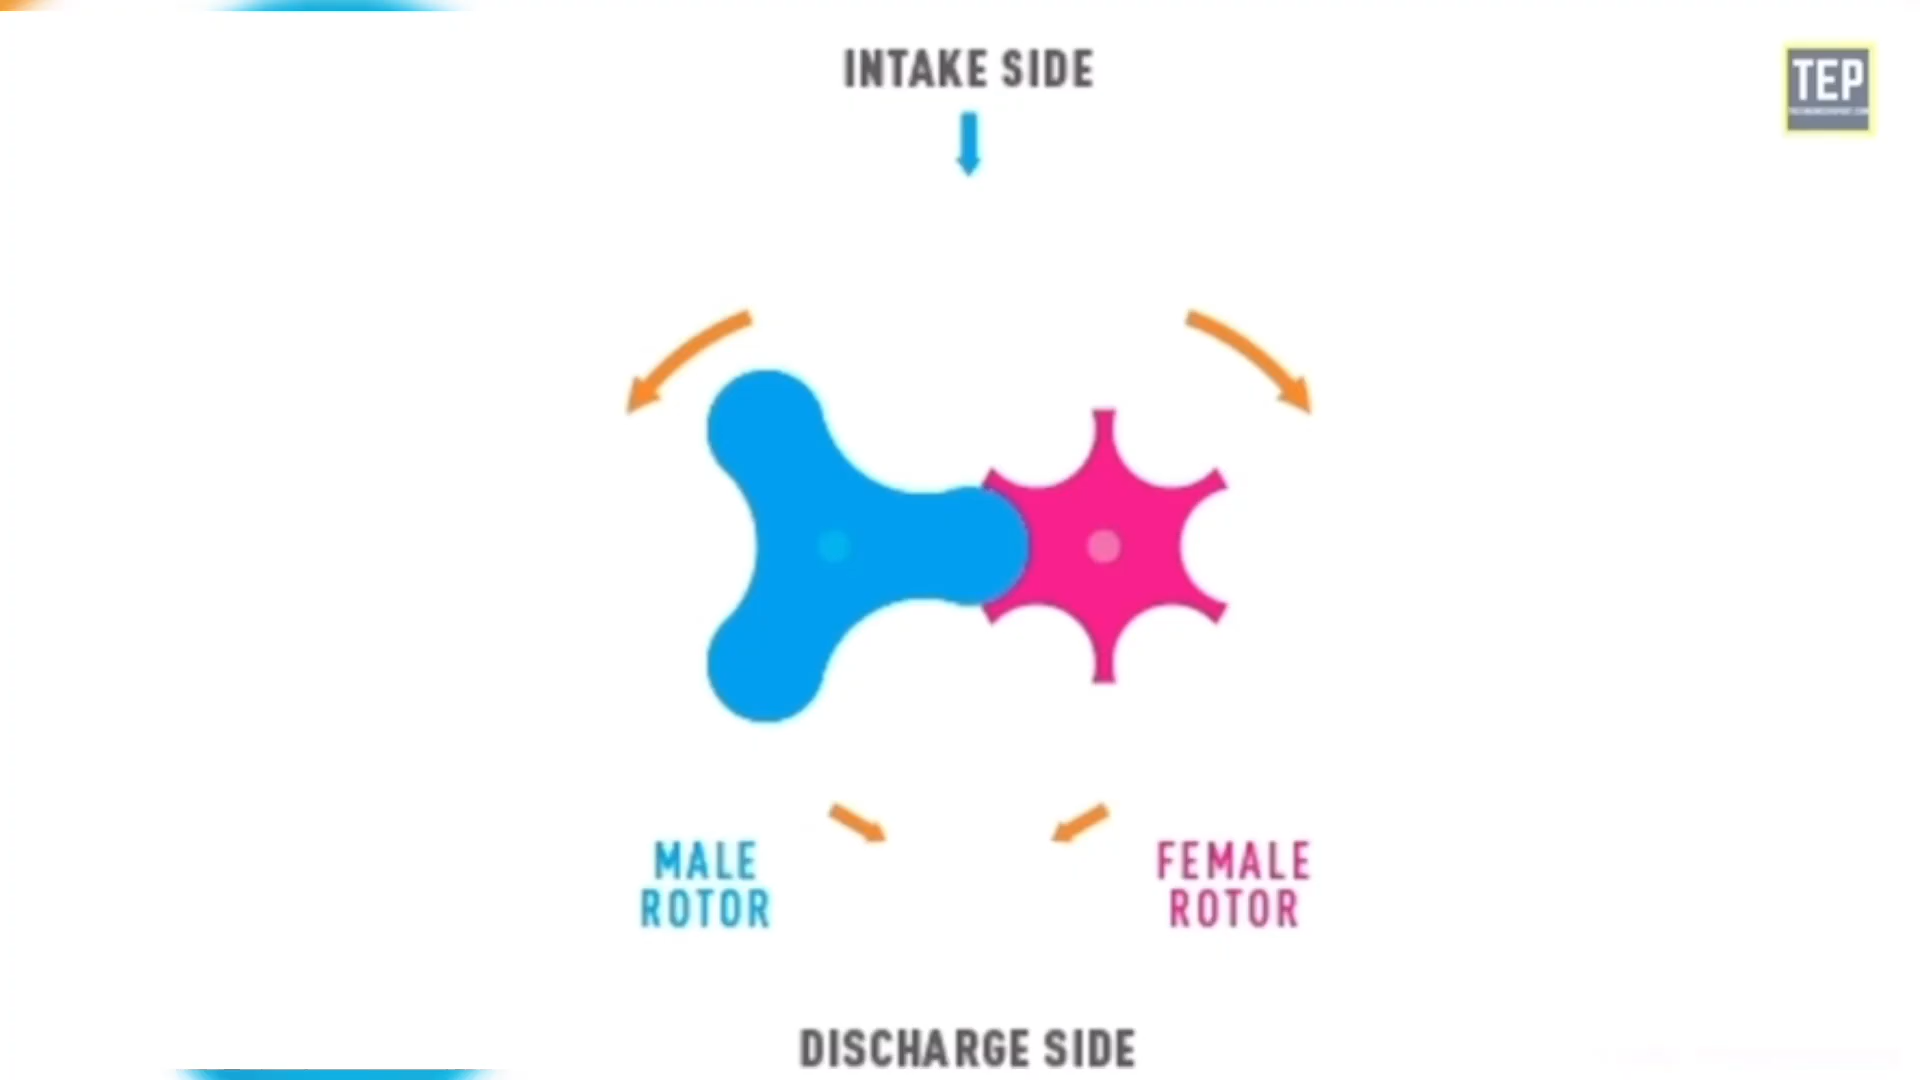 INTAKE SIDE
TEP
MALE
ROTOR
FEMALE
ROTOR
DISCHARGE SIDE